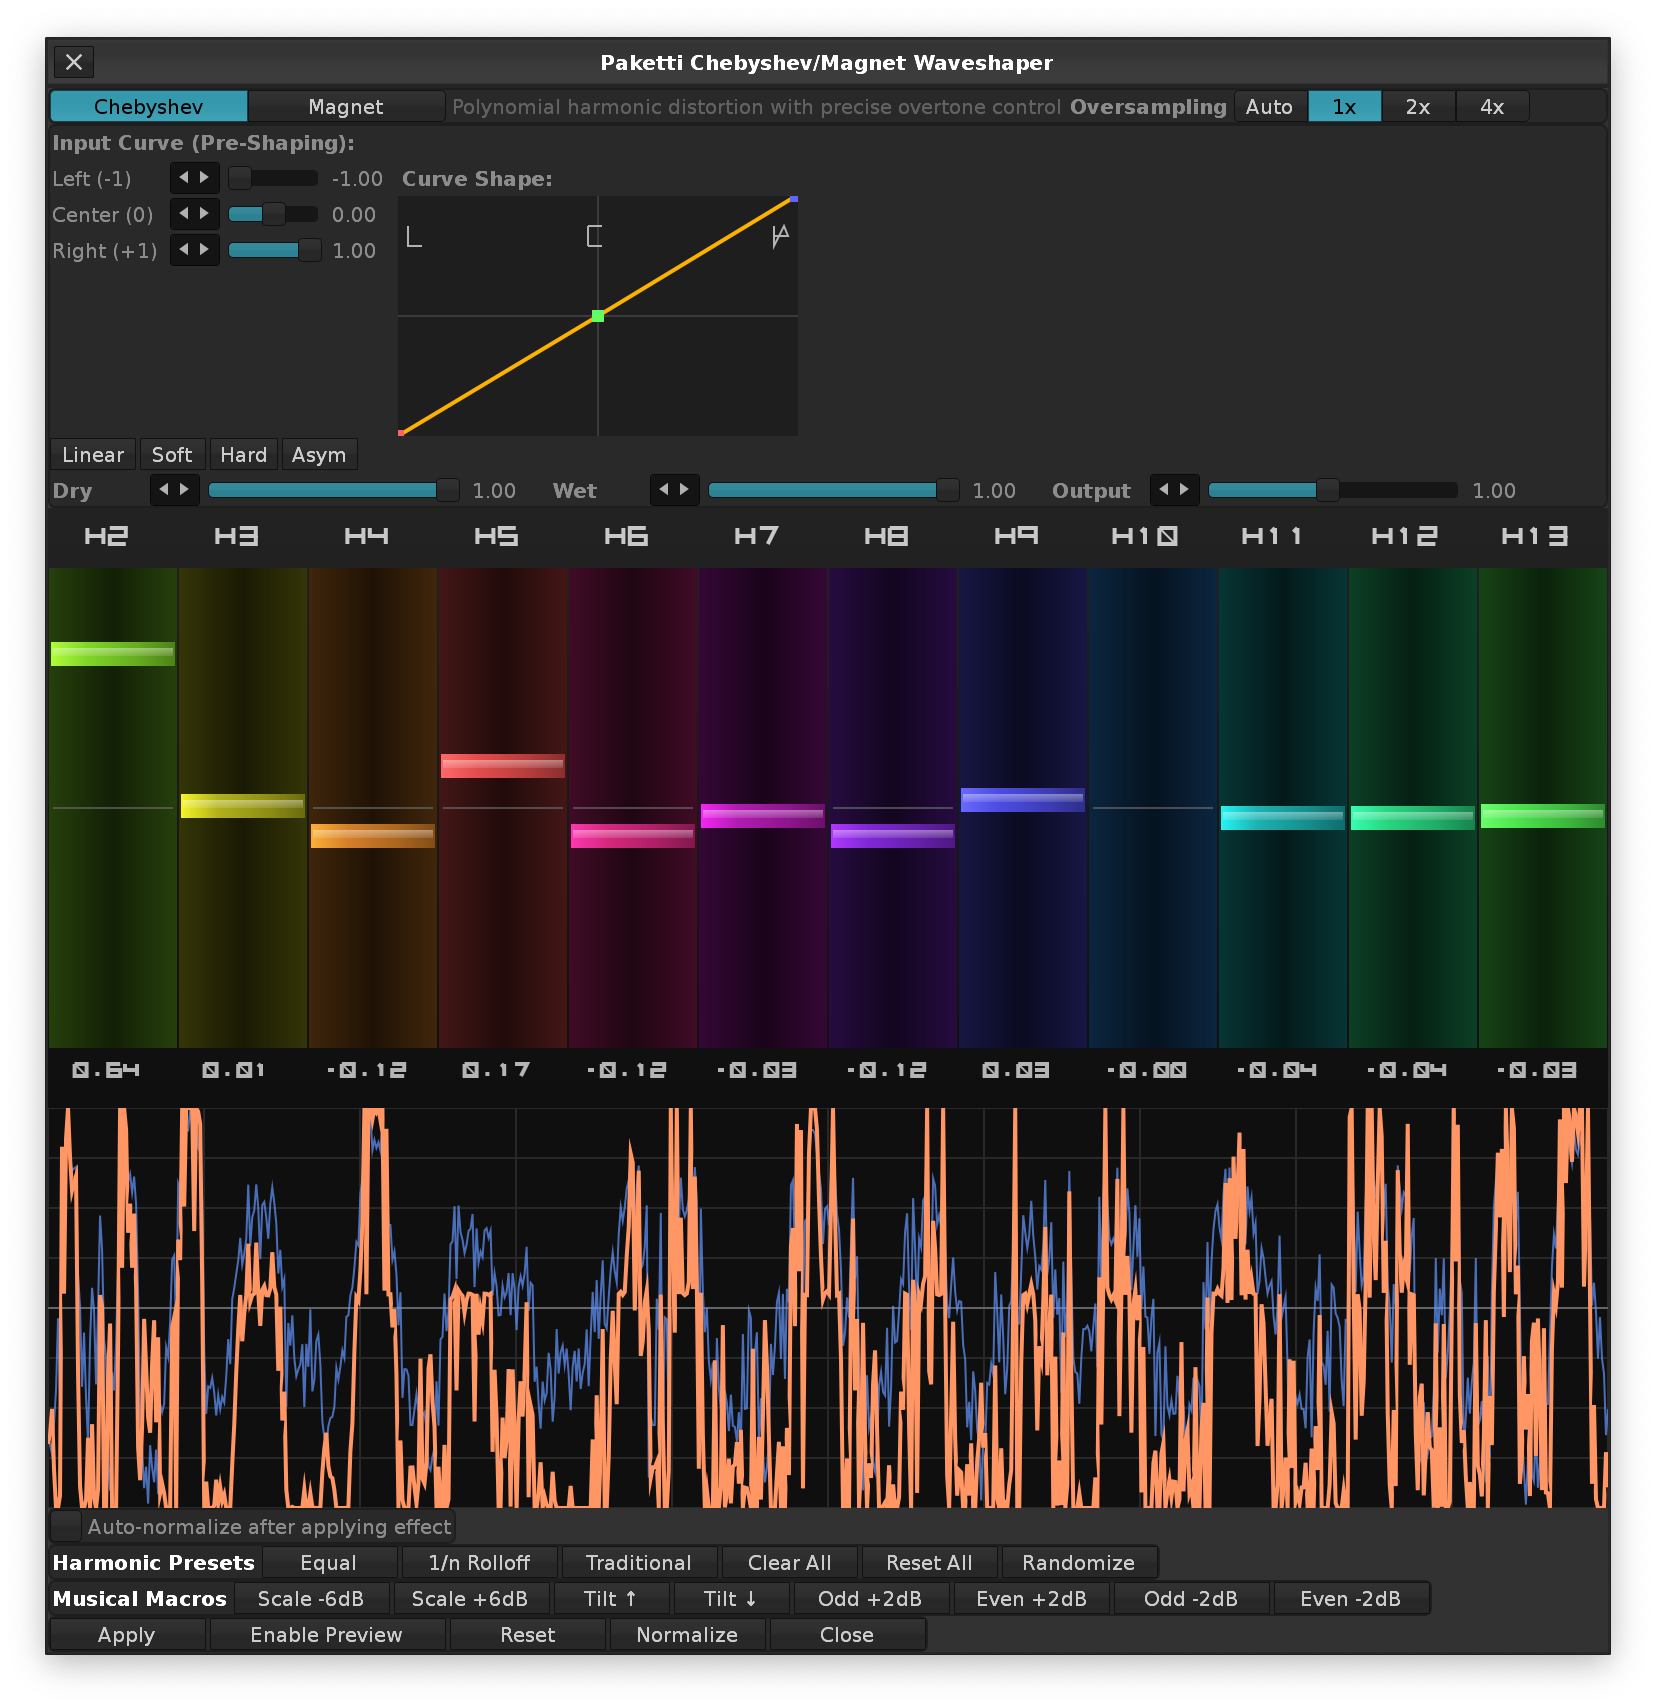 Paketti Chebyshev/Magnet Waveshaper
Chebyshev Magnet Polynomial harmonic distortion with precise overtone control Oversampling Auto 1x 2x 4x
Input Curve (Pre-Shaping):
Left (-1) -1.00 Curve Shape:
Center (0) 0.00
Right (+1) 1.00
L C R
Linear Soft Hard Asym
Dry 1.00 Wet 1.00 Output 1.00
H2 H3 H4 H5 H6 H7 H8 H9 H10 H11 H12 H13
0.64 0.01 -0.12 0.17 -0.12 -0.03 -0.12 0.03 -0.00 -0.04 -0.04 -0.03
Auto-normalize after applying effect
Harmonic Presets Equal 1/n Rolloff Traditional Clear All Reset All Randomize
Musical Macros Scale -6dB Scale +6dB Tilt ↑ Tilt ↓ Odd +2dB Even +2dB Odd -2dB Even -2dB
Apply Enable Preview Reset Normalize Close